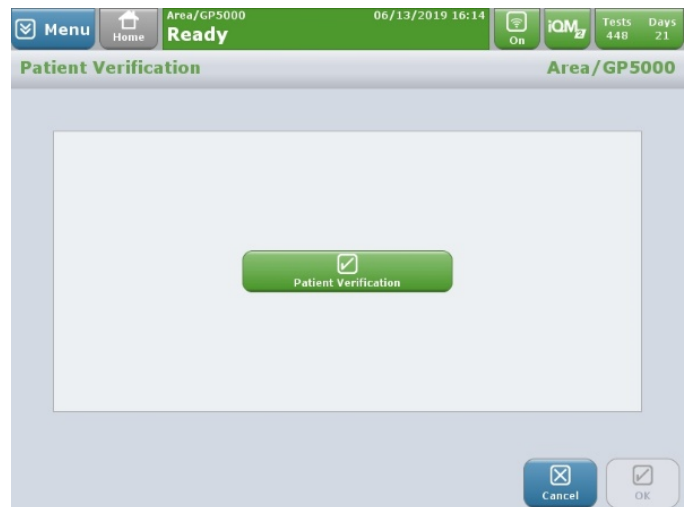 Menu
Home
Area/GP5000 06/13/2019 16:14
Ready
On
iQM2
Tests Days
448 21
Patient Verification Area/GP5000
Patient Verification
Cancel
OK